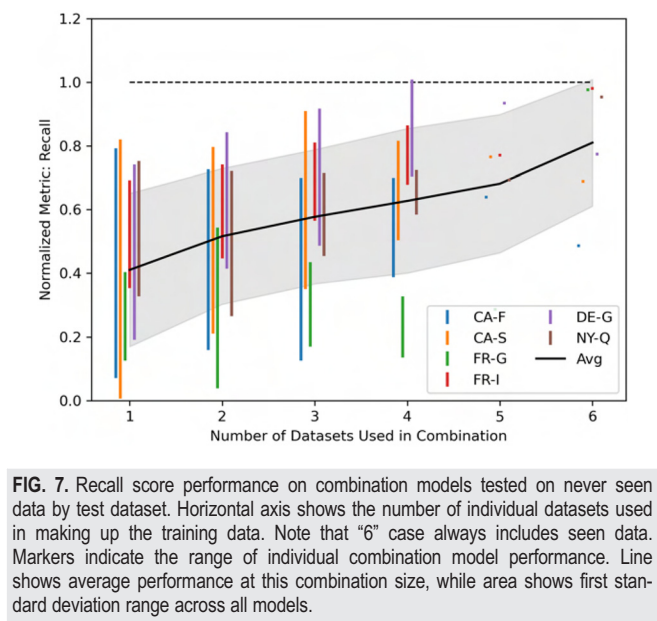 1.2
1.0
0.8
0.6
0.4
0.2
0.0
Normalized Metric: Recall
1 2 3 4 5 6
Number of Datasets Used in Combination
CA-F
CA-S
FR-G
FR-I
DE-G
NY-Q
Avg
FIG. 7. Recall score performance on combination models tested on never seen
data by test dataset. Horizontal axis shows the number of individual datasets used
in making up the training data. Note that “6” case always includes seen data.
Markers indicate the range of individual combination model performance. Line
shows average performance at this combination size, while area shows first stan-
dard deviation range across all models.